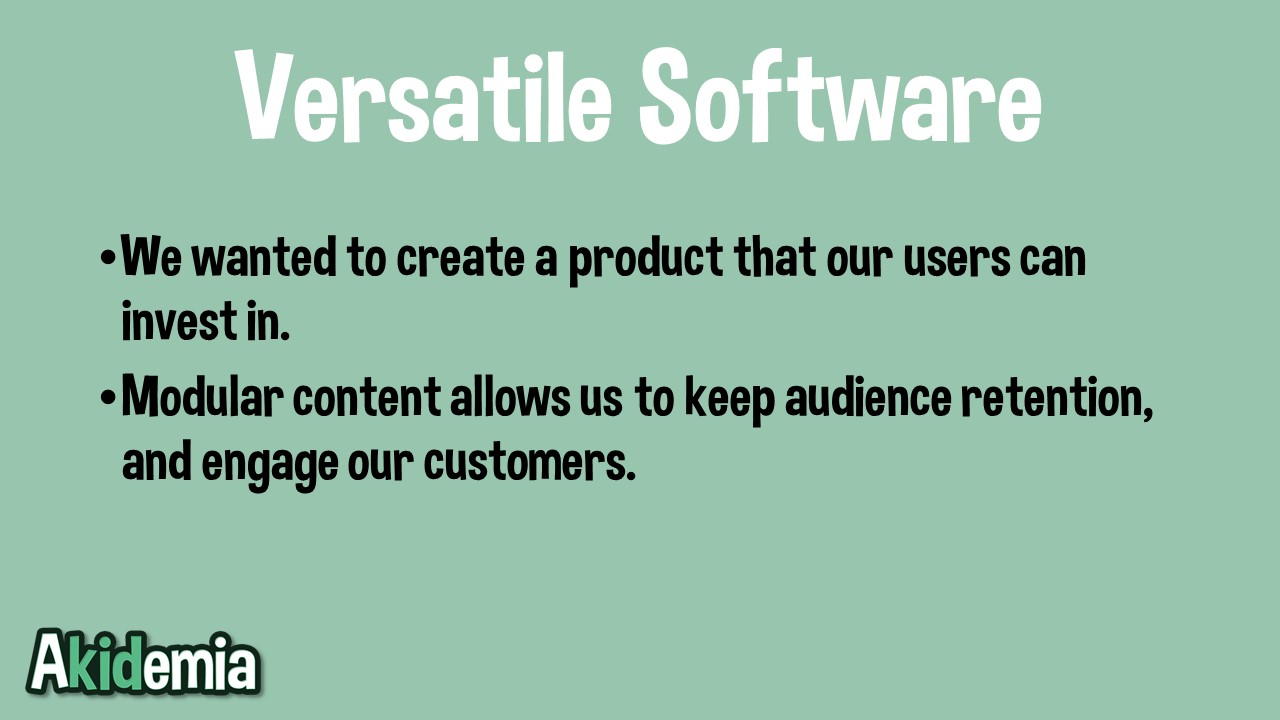 Versatile Software
•We wanted to create a product that our users can
invest in.
•Modular content allows us to keep audience retention,
and engage our customers.
Akidemia